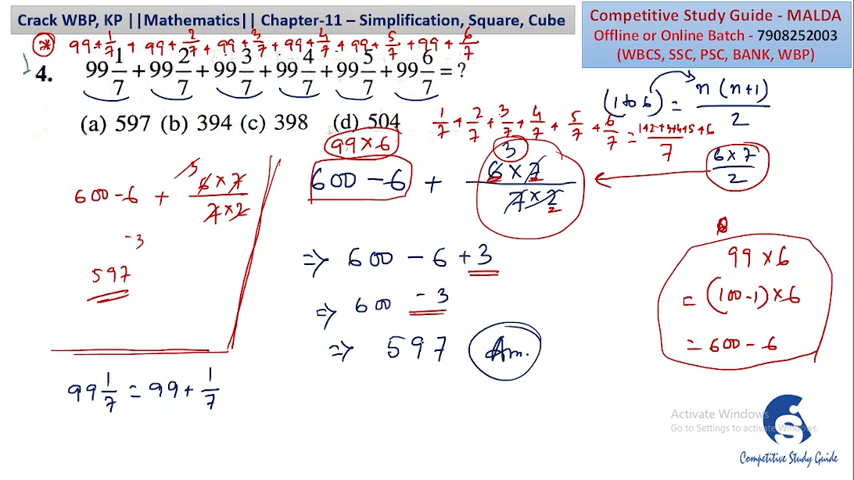 Crack WBP, KP ||Mathematics|| Chapter-11 – Simplification, Square, Cube
Competitive Study Guide - MALDA
Offline or Online Batch - 7908252003
(WBCS, SSC, PSC, BANK, WBP)
99+1/7 + 99+2/7 + 99+3/7 + 99+4/7 + 99+5/7 + 99+6/7
4. 99 1/7 + 99 2/7 + 99 3/7 + 99 4/7 + 99 5/7 + 99 6/7 = ?
(a) 597 (b) 394 (c) 398 (d) 504
(1 to 6) = n(n+1)/2
1/7 + 2/7 + 3/7 + 4/7 + 5/7 + 6/7 = 1+2+3+4+5+6/7
6×7/2
99×6
600-6 + 6×7/7×2
3
600-6 + 6×7/7×2
3
-3
597
⇒ 600 - 6 + 3
⇒ 600 - 3
⇒ 597 Ans.
99 1/7 = 99 + 1/7
99×6
= (100-1)×6
= 600-6
Activate Windows
Go to Settings to activate Windows.
Competitive Study Guide